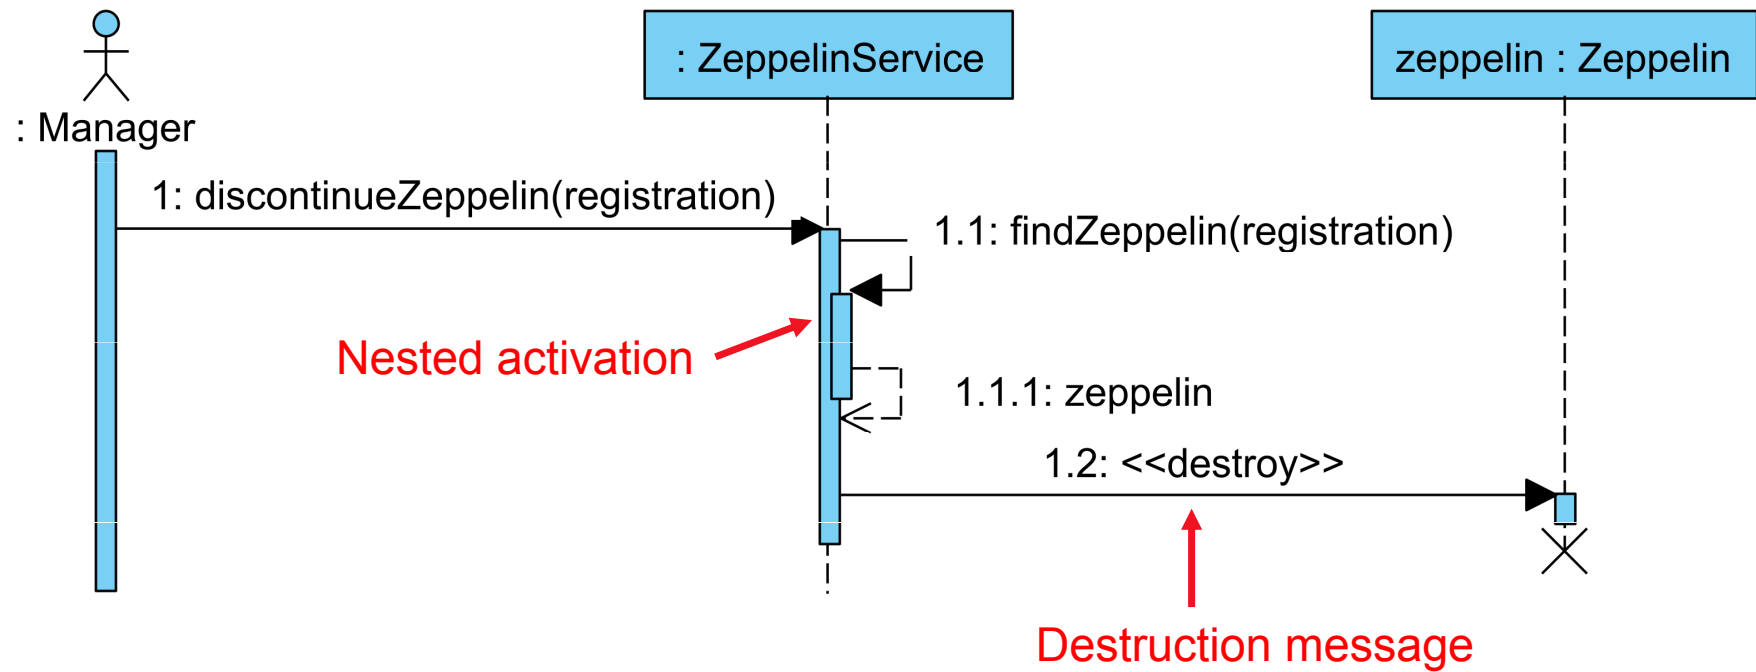 : ZeppelinService
zeppelin : Zeppelin
: Manager
1: discontinueZeppelin(registration)
1.1: findZeppelin(registration)
Nested activation
1.1.1: zeppelin
1.2: <<destroy>>
Destruction message